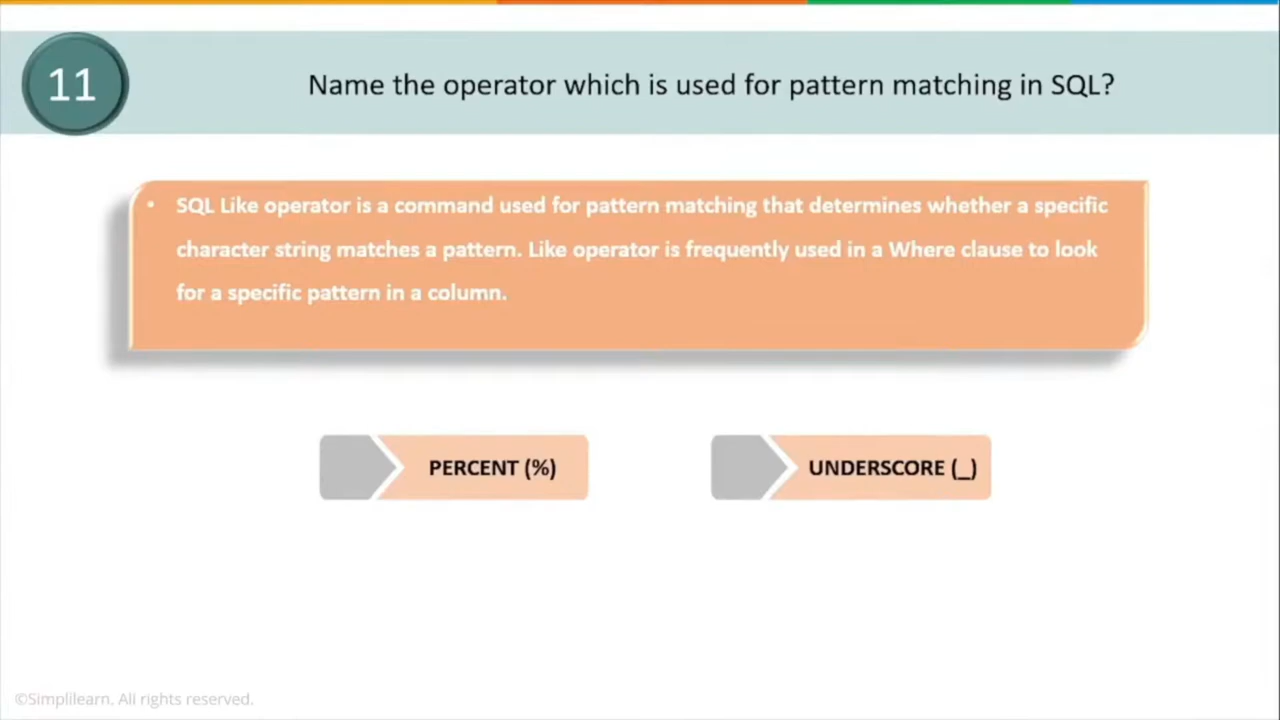 11
Name the operator which is used for pattern matching in SQL?
• SQL Like operator is a command used for pattern matching that determines whether a specific
character string matches a pattern. Like operator is frequently used in a Where clause to look
for a specific pattern in a column.
PERCENT (%)
UNDERSCORE (_)
©Simplilearn. All rights reserved.